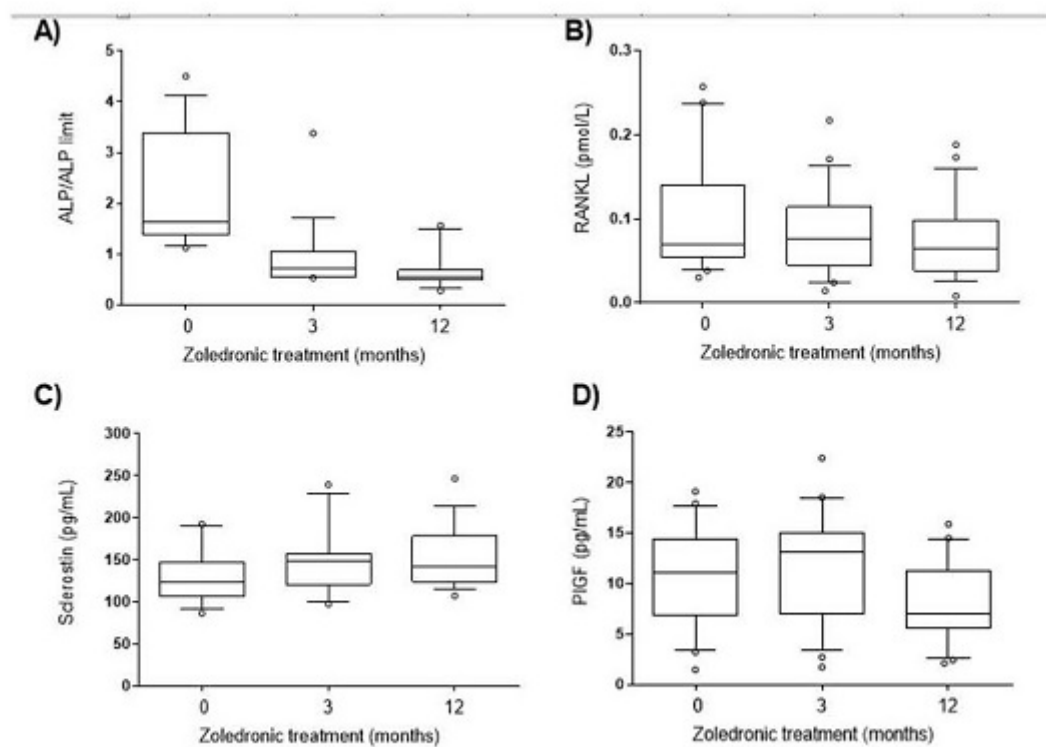 A)
5
4
3
2
1
0
ALP/ALP limit
0 3 12
Zoledronic treatment (months)
B)
0.3
0.2
0.1
0.0
RANKL (pmol/L)
0 3 12
Zoledronic treatment (months)
C)
300
250
200
150
100
50
0
Sclerostin (pg/mL)
0 3 12
Zoledronic treatment (months)
D)
25
20
15
10
5
0
PIGF (pg/mL)
0 3 12
Zoledronic treatment (months)